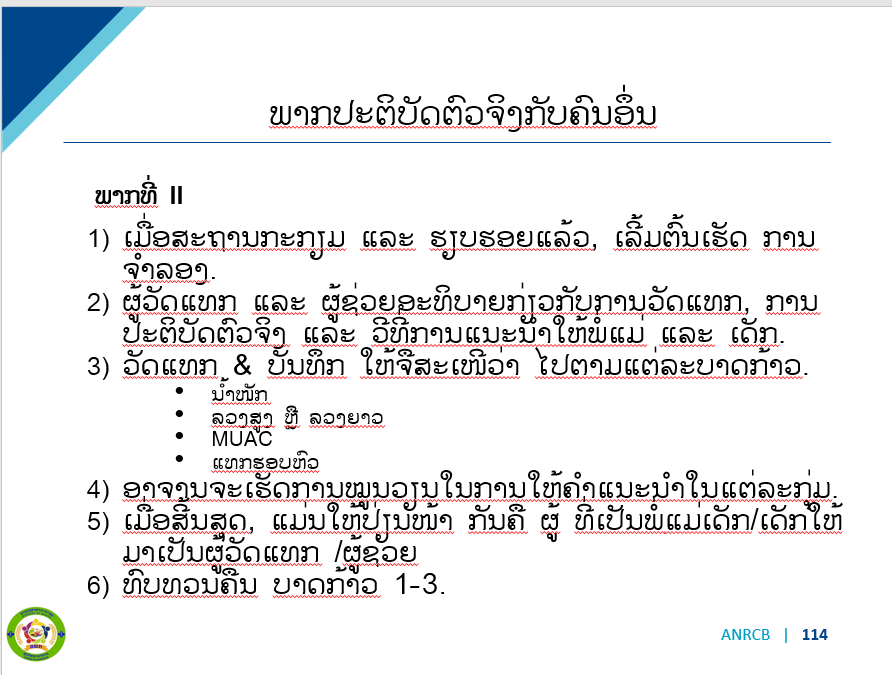 ພາກປະຕິບັດຕົວຈິງກັບຄົນອຶ່ນ
ພາກທີ່ II
1) ເມື່ອສະຖານກະກຽມ ແລະ ຮຽບຮອຍແລ້ວ, ເລີ້ມຕົ້ນເຮັດ ການ
ຈຳລອງ.
2) ຜູ້ວັດແທກ ແລະ ຜູ້ຊ່ວຍອະທິບາຍກ່ຽວກັບການວັດແທກ, ການ
ປະຕິບັດຕົວຈິງ ແລະ ວີທີ່ການແນະນຳໃຫ້ພໍ່ແມ່ ແລະ ເດັກ.
3) ວັດແທກ & ບັນທຶກ ໃຫ້ຈືສະເໜີວ່າ ໄປຕາມແຕ່ລະບາດກ້າວ.
• ນ້ຳໜັກ
• ລວງສູງ ຫຼື ລວງຍາວ
• MUAC
• ແທກຮອບຫົວ
4) ອາຈານຈະເຮັດການໝູນວຽນໃນການໃຫ້ຄຳແນະນຳໃນແຕ່ລະກຸ່ມ.
5) ເມື່ອສີ້ນສຸດ, ແມ່ນໃຫ້ປ່ຽນໜ້າ ກັນຄື ຜູ້ ທີ່ເປັນພໍ່ແມ່ເດັກ/ເດັກໃຫ້
ມາເປັນຜູ້ວັດແທກ /ຜູ້ຊ່ວຍ
6) ທົບທວນຄືນ ບາດກ້າວ 1-3.
ANRCB | 114